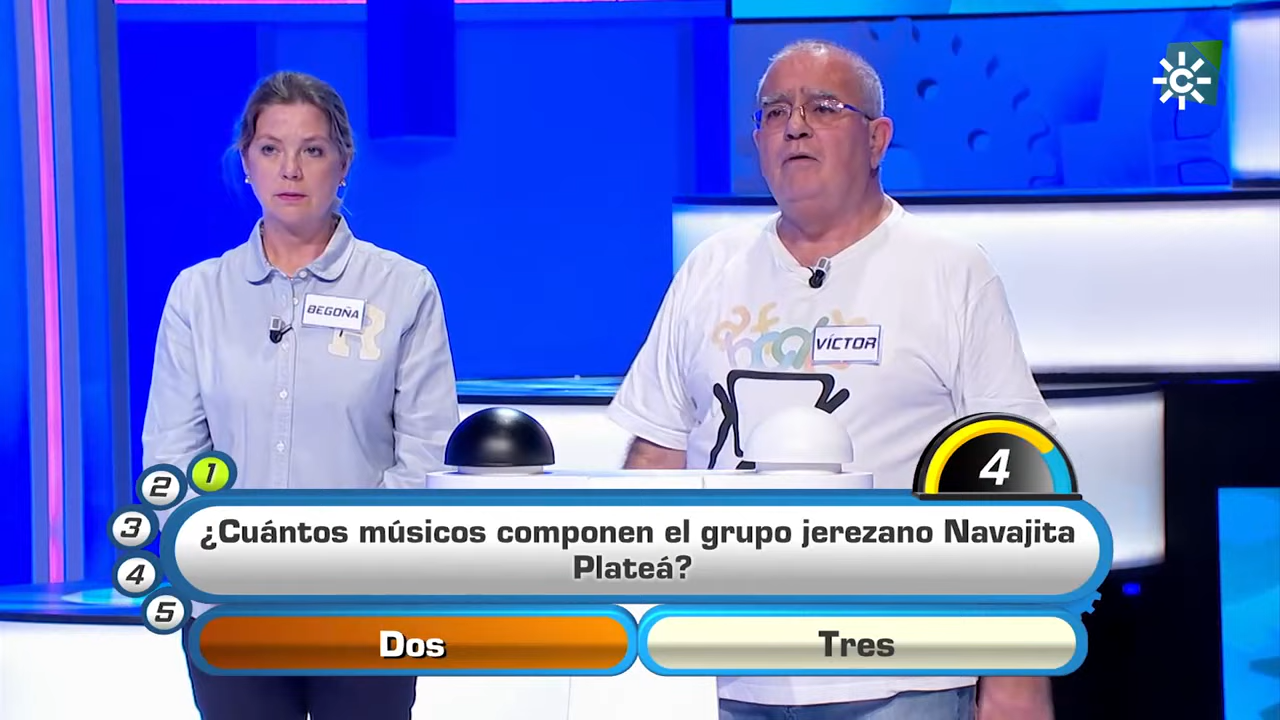 BEGOÑA
VÍCTOR
4
1
2
3
4
5
¿Cuántos músicos componen el grupo jerezano Navajita
Plateá?
Dos
Tres